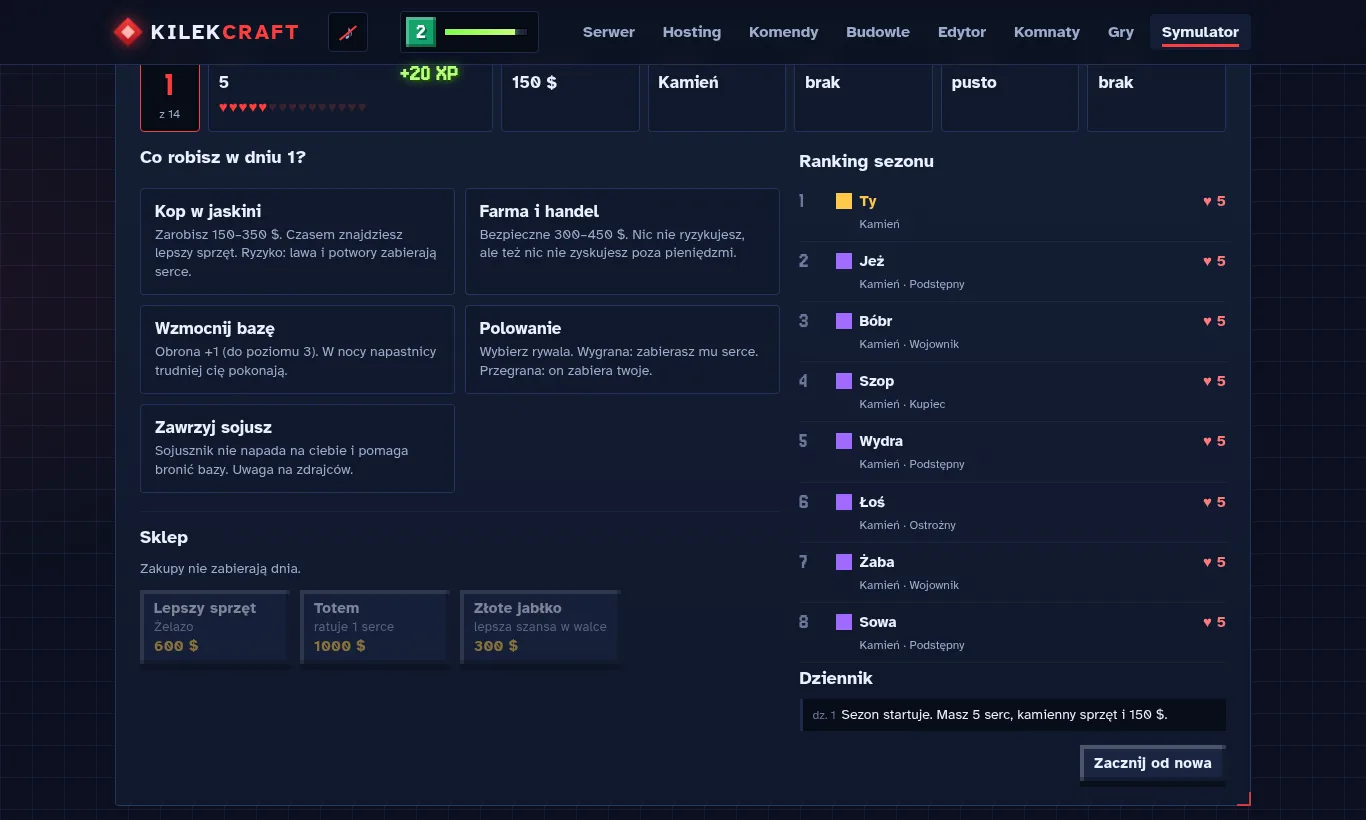 KILEKCRAFT
2
Serwer
Hosting
Komendy
Budowle
Edytor
Komnaty
Gry
Symulator
+20 XP
1
z 14
5
150 $
Kamień
brak
pusto
brak
Co robisz w dniu 1?
Kop w jaskini
Zarobisz 150–350 $. Czasem znajdziesz
lepszy sprzęt. Ryzyko: lawa i potwory zabierają
serce.
Farma i handel
Bezpieczne 300–450 $. Nic nie ryzykujesz,
ale też nic nie zyskujesz poza pieniędzmi.
Wzmocnij bazę
Obrona +1 (do poziomu 3). W nocy napastnicy
trudniej cię pokonają.
Polowanie
Wybierz rywala. Wygrana: zabierasz mu serce.
Przegrana: on zabiera twoje.
Zawrzyj sojusz
Sojusznik nie napada na ciebie i pomaga
bronić bazy. Uwaga na zdrajców.
Sklep
Zakupy nie zabierają dnia.
Lepszy sprzęt
Żelazo
600 $
Totem
ratuje 1 serce
1000 $
Złote jabłko
lepsza szansa w walce
300 $
Ranking sezonu
1 Ty ♥ 5
Kamień
2 Jeż ♥ 5
Kamień · Podstępny
3 Bóbr ♥ 5
Kamień · Wojownik
4 Szop ♥ 5
Kamień · Kupiec
5 Wydra ♥ 5
Kamień · Podstępny
6 Łoś ♥ 5
Kamień · Ostrożny
7 Żaba ♥ 5
Kamień · Wojownik
8 Sowa ♥ 5
Kamień · Podstępny
Dziennik
dz. 1 Sezon startuje. Masz 5 serc, kamienny sprzęt i 150 $.
Zacznij od nowa